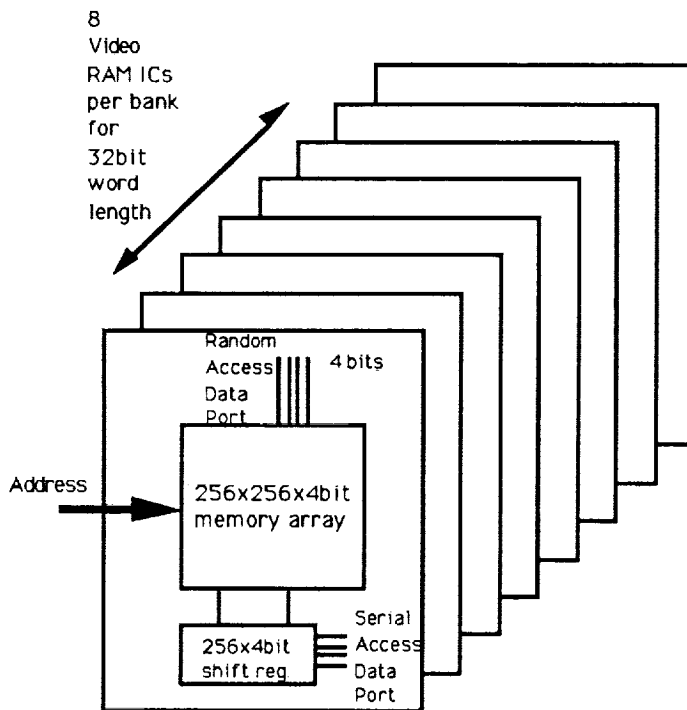 8
Video
RAM ICs
per bank
for
32bit
word
length
Random
Access
Data
Port
4 bits
Address
256x256x4bit
memory array
256x4bit
shift reg.
Serial
Access
Data
Port